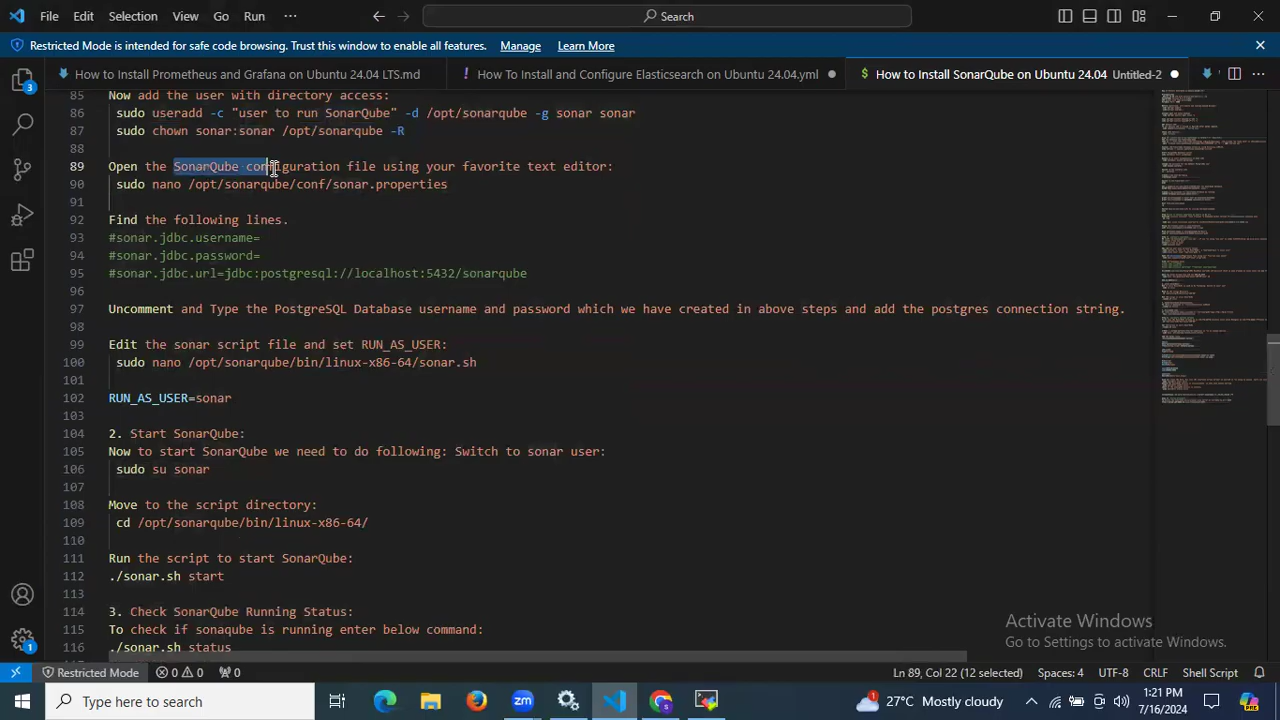 File Edit Selection View Go Run ··· Search
Restricted Mode is intended for safe code browsing. Trust this window to enable all features. Manage Learn More
How to Install Prometheus and Grafana on Ubuntu 24.04 LTS.md How to Install and Configure Elasticsearch on Ubuntu 24.04.yml How to Install SonarQube on Ubuntu 24.04 Untitled-2
85 Now add the user with directory access:
86 sudo useradd -c "user to run SonarQube" -d /opt/sonarqube -g sonar sonar
87 sudo chown sonar:sonar /opt/sonarqube
88
89 Open the SonarQube configuration file using your favorite text editor:
90 sudo nano /opt/sonarqube/conf/sonar.properties
91
92 Find the following lines.
93 #sonar.jdbc.username=
94 #sonar.jdbc.password=
95 #sonar.jdbc.url=jdbc:postgresql://localhost:5432/sonarqube
96
97 Uncomment and Type the PostgreSQL Database username and password which we have created in above steps and add the postgres connection string.
98
99 Edit the sonar script file and set RUN_AS_USER:
100 sudo nano /opt/sonarqube/bin/linux-x86-64/sonar.sh
101
102 RUN_AS_USER=sonar
103
104 2. Start SonarQube:
105 Now to start SonarQube we need to do following: Switch to sonar user:
106 sudo su sonar
107
108 Move to the script directory:
109 cd /opt/sonarqube/bin/linux-x86-64/
110
111 Run the script to start SonarQube:
112 ./sonar.sh start
113
114 3. Check SonarQube Running Status:
115 To check if sonaqube is running enter below command:
116 ./sonar.sh status
Activate Windows
Go to Settings to activate Windows.
Restricted Mode 0 0 0 Ln 89, Col 22 (12 selected) Spaces: 4 UTF-8 CRLF Shell Script
Type here to search 27°C Mostly cloudy 1:21 PM
7/16/2024